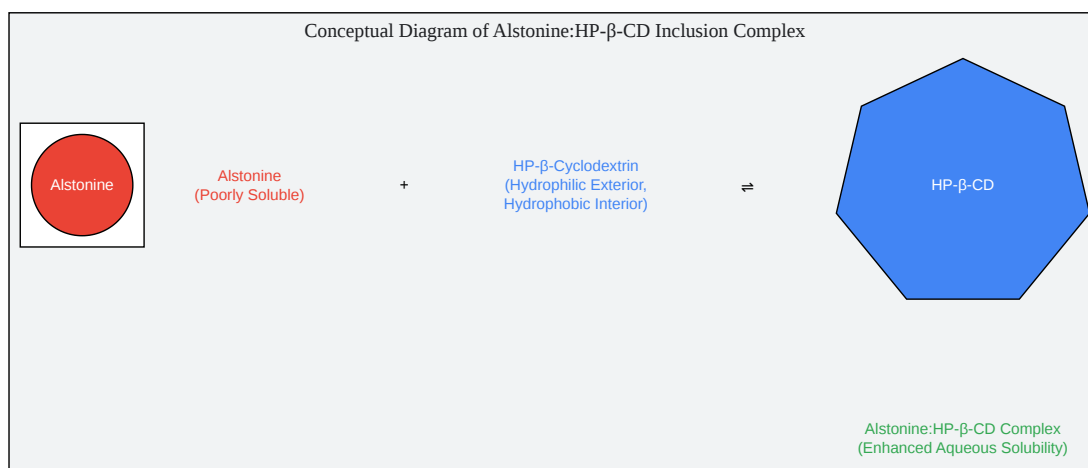 Conceptual Diagram of Alstonine:HP-β-CD Inclusion Complex
Alstonine
Alstonine
(Poorly Soluble)
+
HP-β-Cyclodextrin
(Hydrophilic Exterior,
Hydrophobic Interior)
⇌
HP-β-CD
Alstonine:HP-β-CD Complex
(Enhanced Aqueous Solubility)